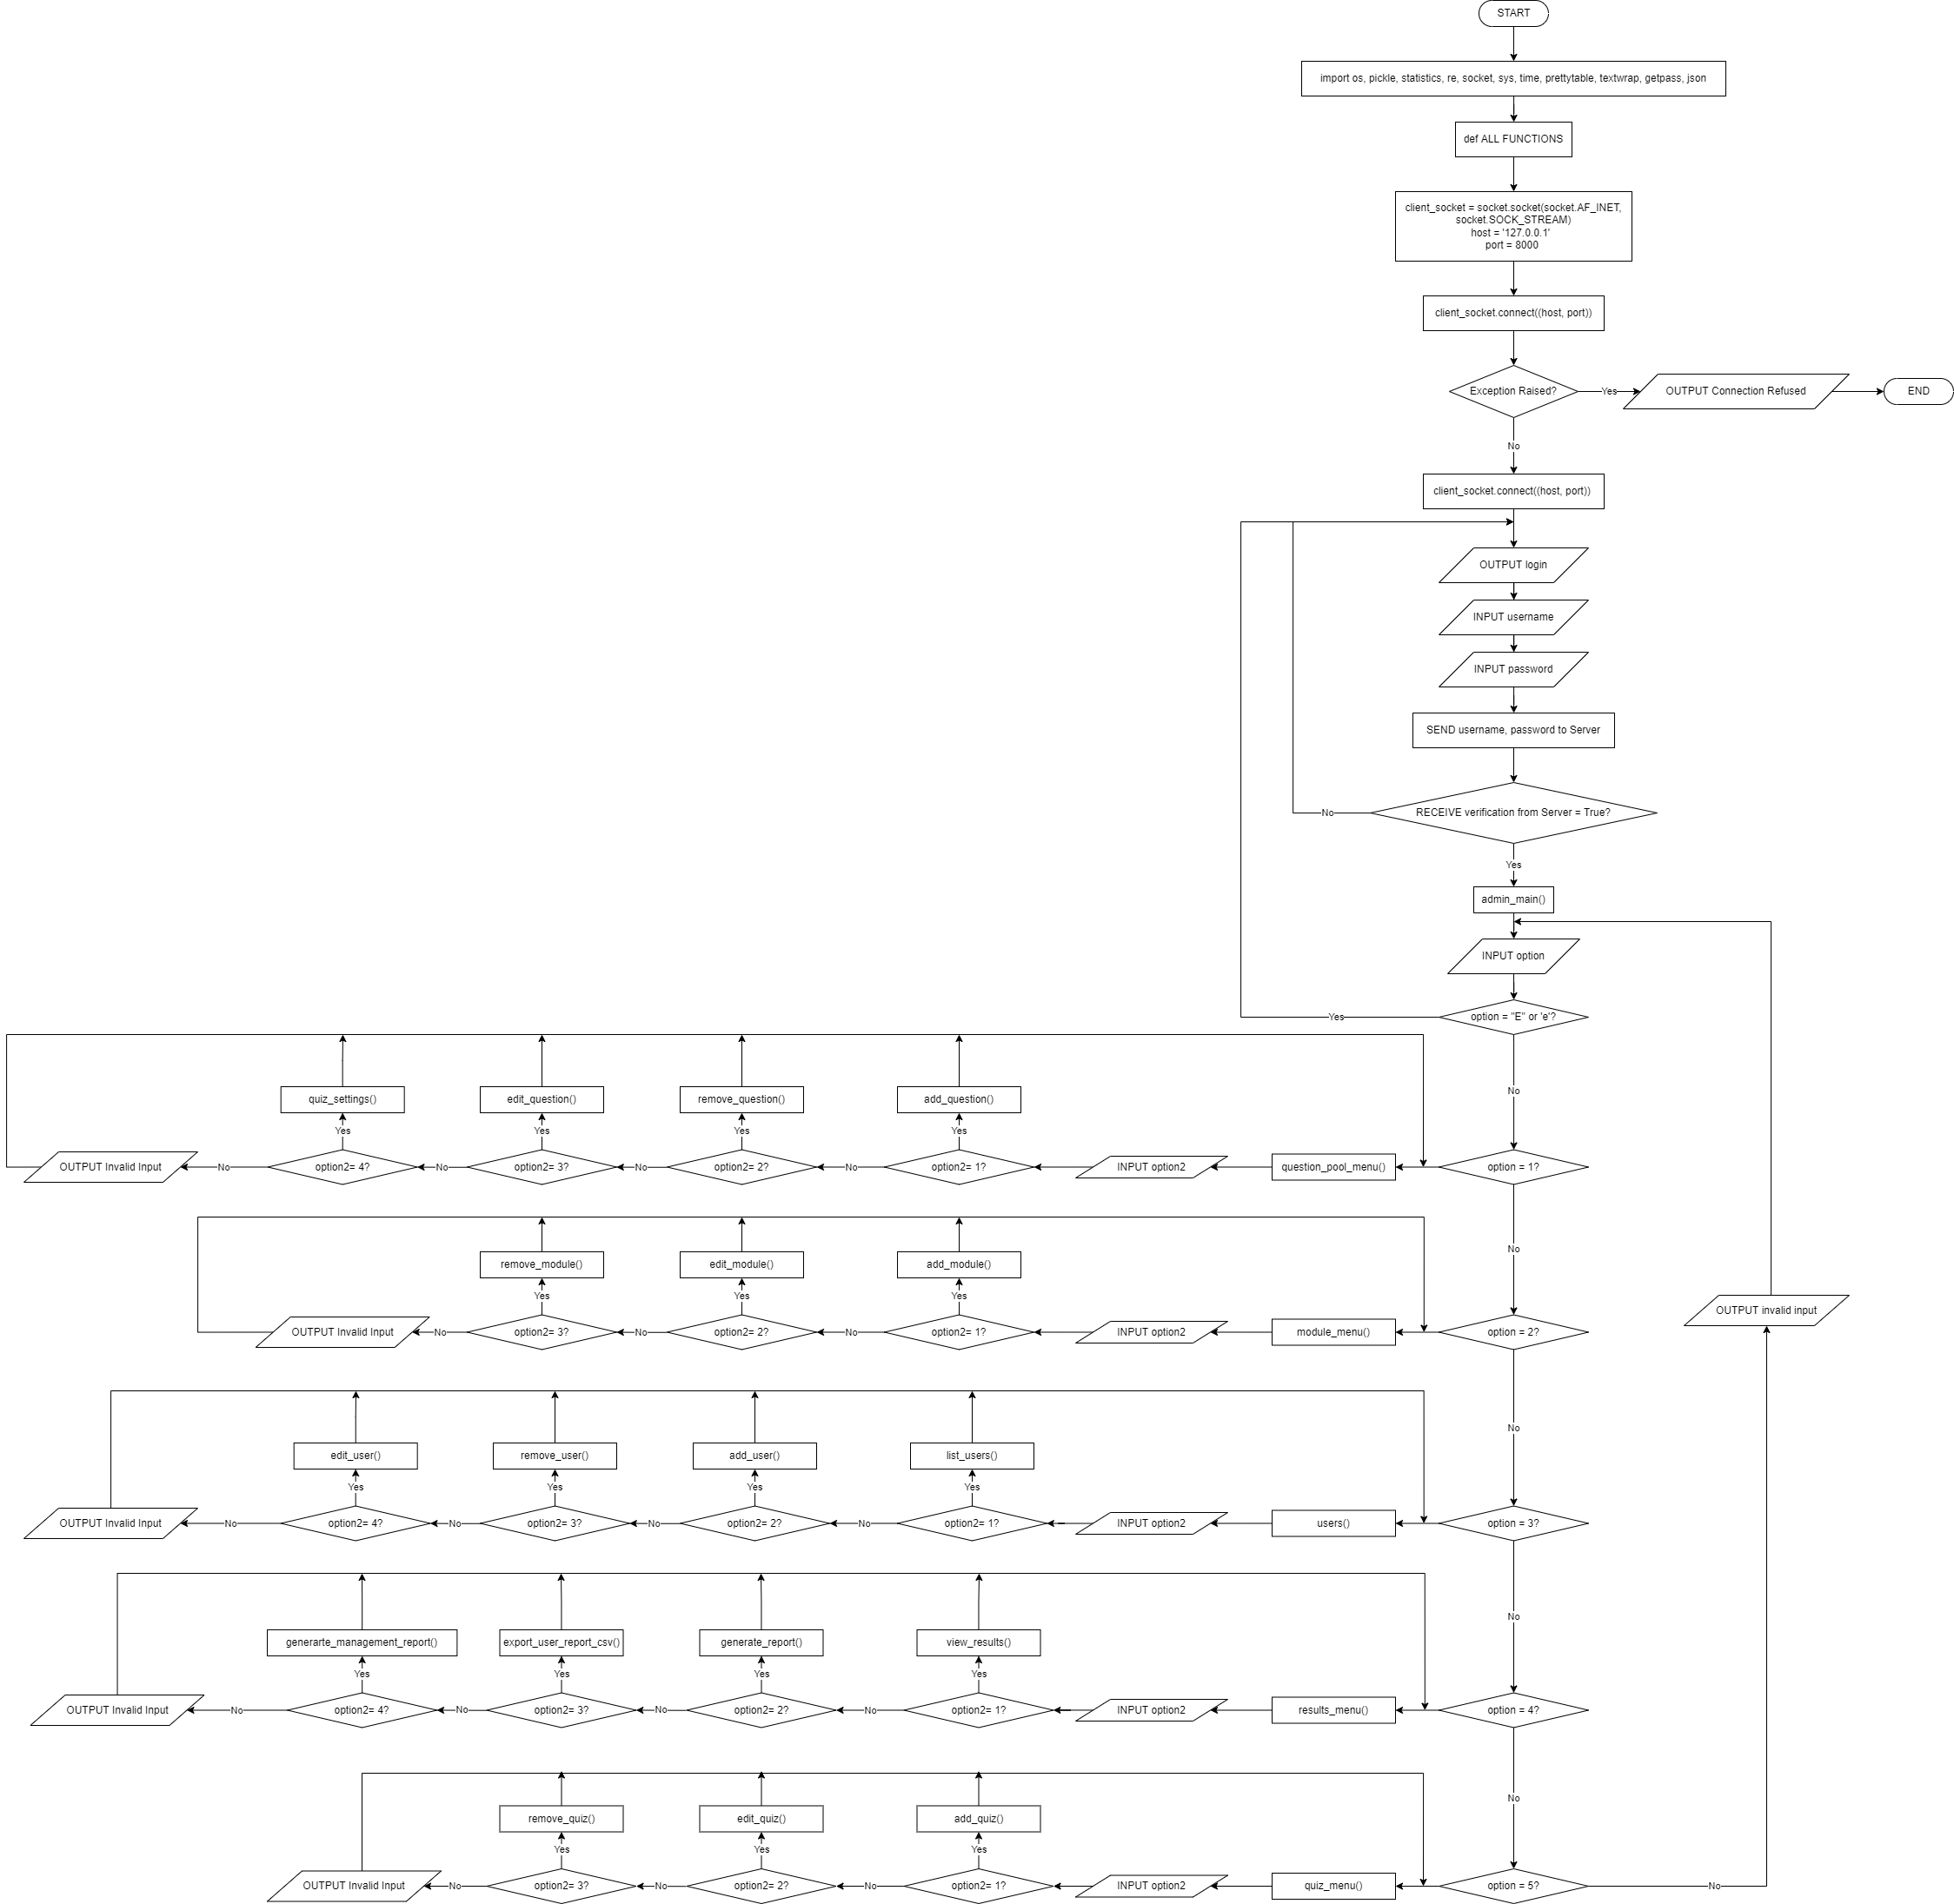 START
import os, pickle, statistics, re, socket, sys, time, prettytable, textwrap, getpass, json
def ALL FUNCTIONS
client_socket = socket.socket(socket.AF_INET,
socket.SOCK_STREAM)
host = '127.0.0.1'
port = 8000
client_socket.connect((host, port))
Exception Raised?
Yes
OUTPUT Connection Refused
END
No
client_socket.connect((host, port))
OUTPUT login
INPUT username
INPUT password
SEND username, password to Server
RECEIVE verification from Server = True?
No
Yes
admin_main()
INPUT option
option = "E" or 'e'?
Yes
No
quiz_settings()
edit_question()
remove_question()
add_question()
Yes
Yes
Yes
Yes
OUTPUT Invalid Input
No
option2= 4?
No
option2= 3?
No
option2= 2?
No
option2= 1?
INPUT option2
question_pool_menu()
option = 1?
No
remove_module()
edit_module()
add_module()
Yes
Yes
Yes
OUTPUT Invalid Input
No
option2= 3?
No
option2= 2?
No
option2= 1?
INPUT option2
module_menu()
option = 2?
OUTPUT invalid input
No
edit_user()
remove_user()
add_user()
list_users()
Yes
Yes
Yes
Yes
OUTPUT Invalid Input
No
option2= 4?
No
option2= 3?
No
option2= 2?
No
option2= 1?
INPUT option2
users()
option = 3?
No
generarte_management_report()
export_user_report_csv()
generate_report()
view_results()
Yes
Yes
Yes
Yes
OUTPUT Invalid Input
No
option2= 4?
No
option2= 3?
No
option2= 2?
No
option2= 1?
INPUT option2
results_menu()
option = 4?
No
remove_quiz()
edit_quiz()
add_quiz()
Yes
Yes
Yes
OUTPUT Invalid Input
No
option2= 3?
No
option2= 2?
No
option2= 1?
INPUT option2
quiz_menu()
option = 5?
No